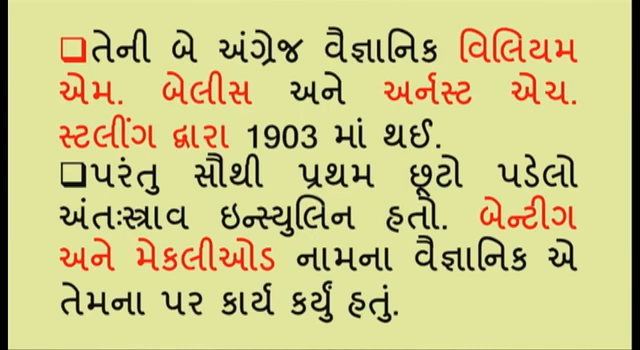 ❑તેની બે અંગ્રેજ વૈજ્ઞાનિક વિલિયમ
એમ. બેલીસ અને અર્નસ્ટ એચ.
સ્ટલીંગ દ્વારા 1903 માં થઈ.
❑પરંતુ સૌથી પ્રથમ છૂટો પડેલો
અંતઃસ્ત્રાવ ઇન્સ્યુલિન હતો. બેન્ટીગ
અને મેકલીઓડ નામના વૈજ્ઞાનિક એ
તેમના પર કાર્ય કર્યું હતું.